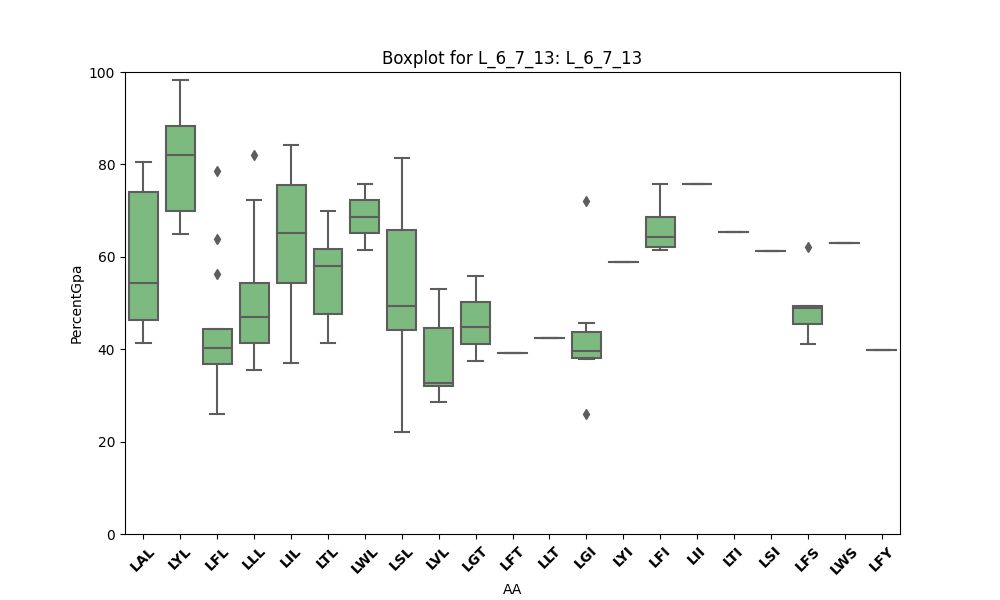 Boxplot for L_6_7_13: L_6_7_13
100
80
60
40
20
0
PercentGpa
LAL LYL LFL LLL LIL LTL LWL LSL LVL LGT LFT LLT LGI LYI LFI LII LTI LSI LFS LWS LFY
AA